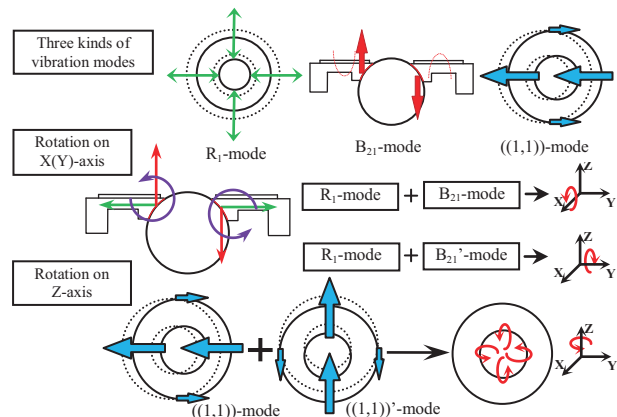 Three kinds of
vibration modes
R₁-mode
B₂₁-mode
((1,1))-mode
Rotation on
X(Y)-axis
R₁-mode + B₂₁-mode
Z
X
Y
R₁-mode + B₂₁’-mode
Z
X
Y
Rotation on
Z-axis
+
Z
X
Y
((1,1))-mode
((1,1))’-mode